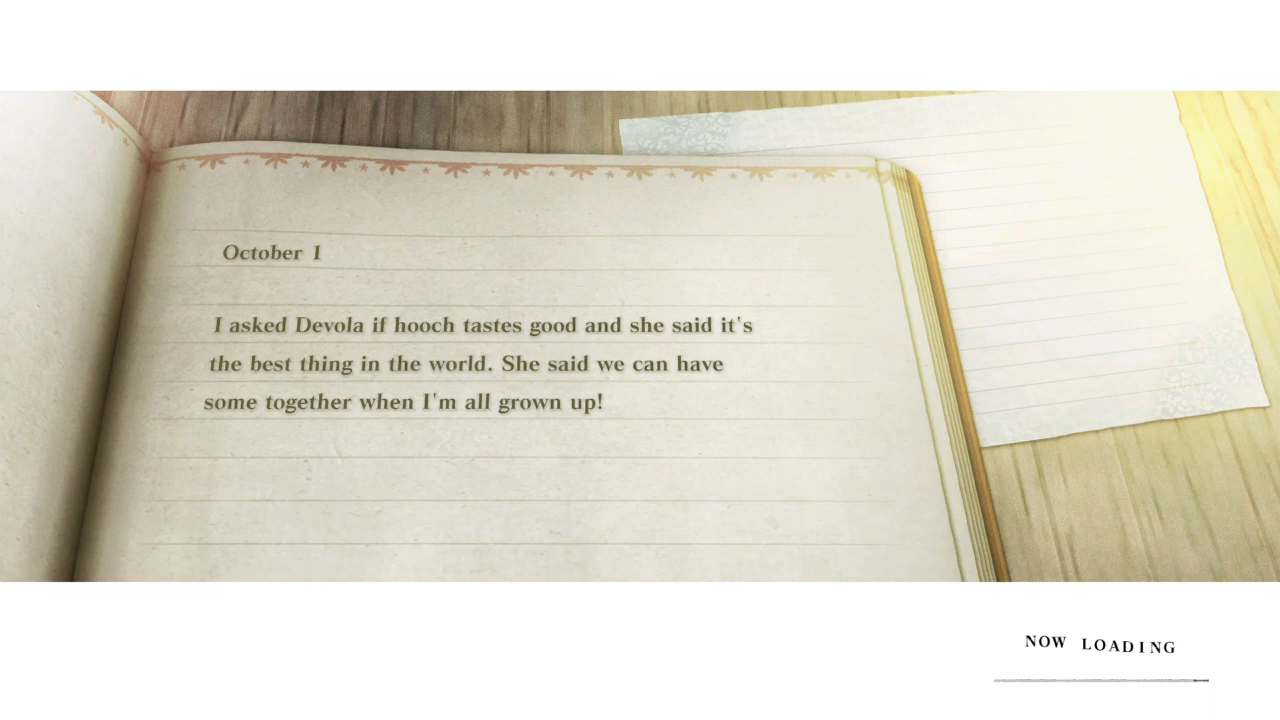 October 1
I asked Devola if hooch tastes good and she said it's
the best thing in the world. She said we can have
some together when I'm all grown up!
NOW LOADING